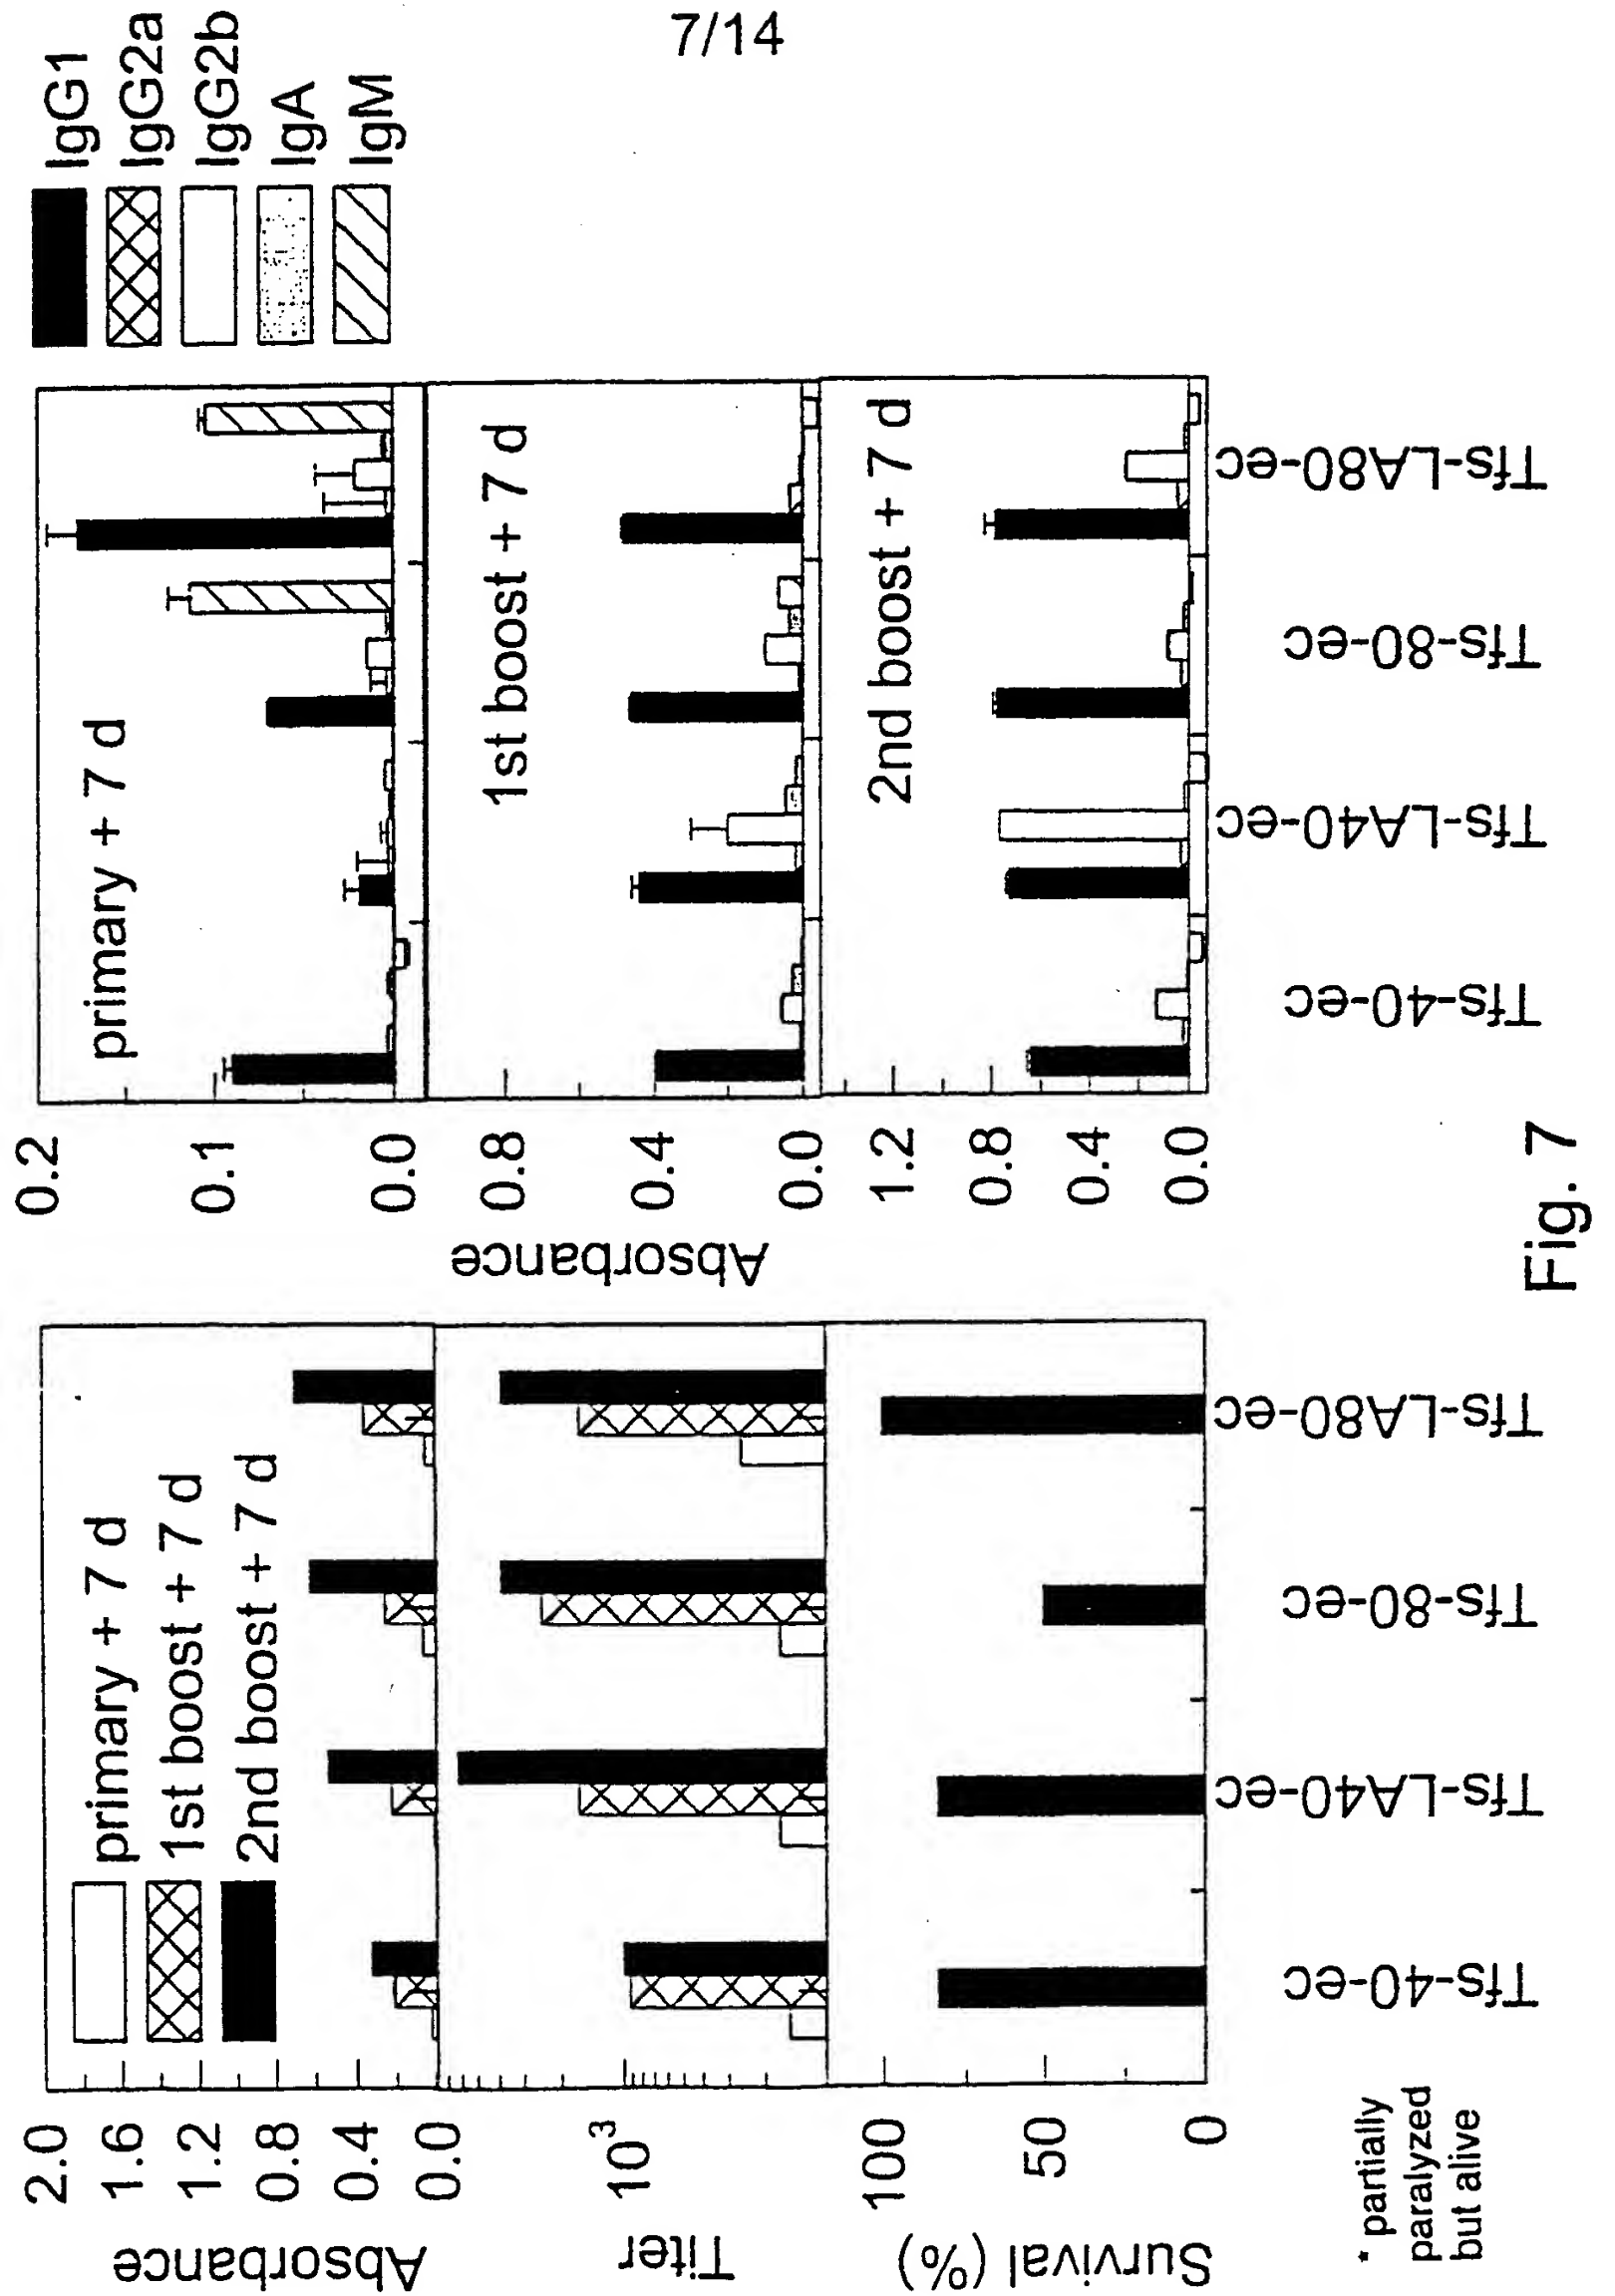 7/14
primary + 7 d
1st boost + 7 d
2nd boost + 7 d
Absorbance
2.0
1.6
1.2
0.8
0.4
0.0
Titer
10³
Survival (%)
100
50
0
Tfs-40-ec
Tfs-LA40-ec
Tfs-80-ec
Tfs-LA80-ec
* partially
paralyzed
but alive
IgG1
IgG2a
IgG2b
IgA
IgM
Absorbance
primary + 7 d
0.2
0.1
0.0
1st boost + 7 d
0.8
0.4
0.0
2nd boost + 7 d
1.2
0.8
0.4
0.0
Tfs-40-ec
Tfs-LA40-ec
Tfs-80-ec
Tfs-LA80-ec
Fig. 7